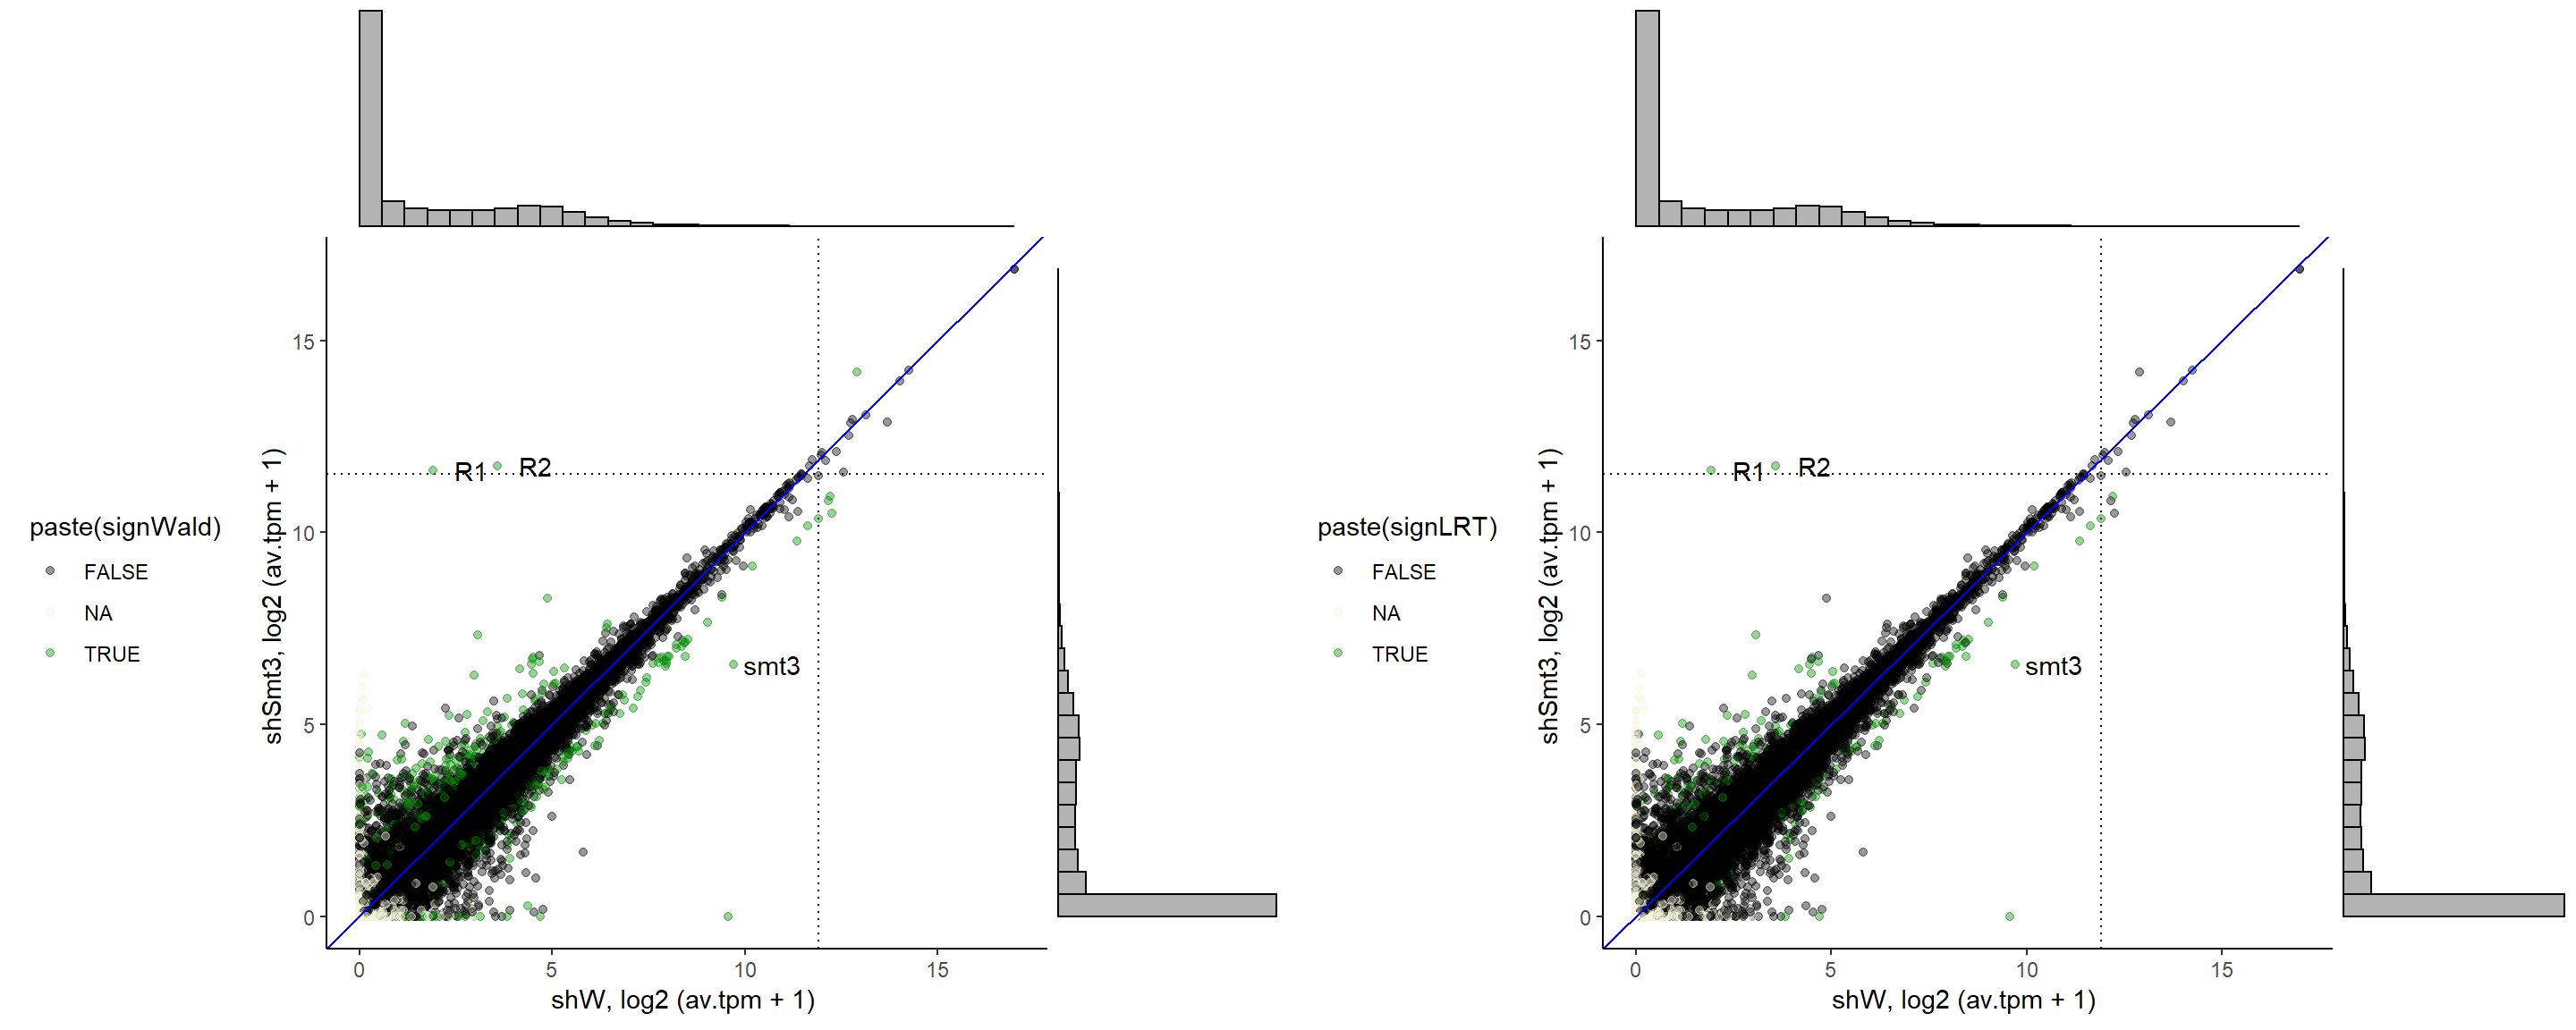 15
10
5
0
shSmt3, log2 (av.tpm + 1)
R1
R2
smt3
0
5
10
15
shW, log2 (av.tpm + 1)
paste(signWald)
FALSE
NA
TRUE
15
10
5
0
shSmt3, log2 (av.tpm + 1)
R1
R2
smt3
0
5
10
15
shW, log2 (av.tpm + 1)
paste(signLRT)
FALSE
NA
TRUE